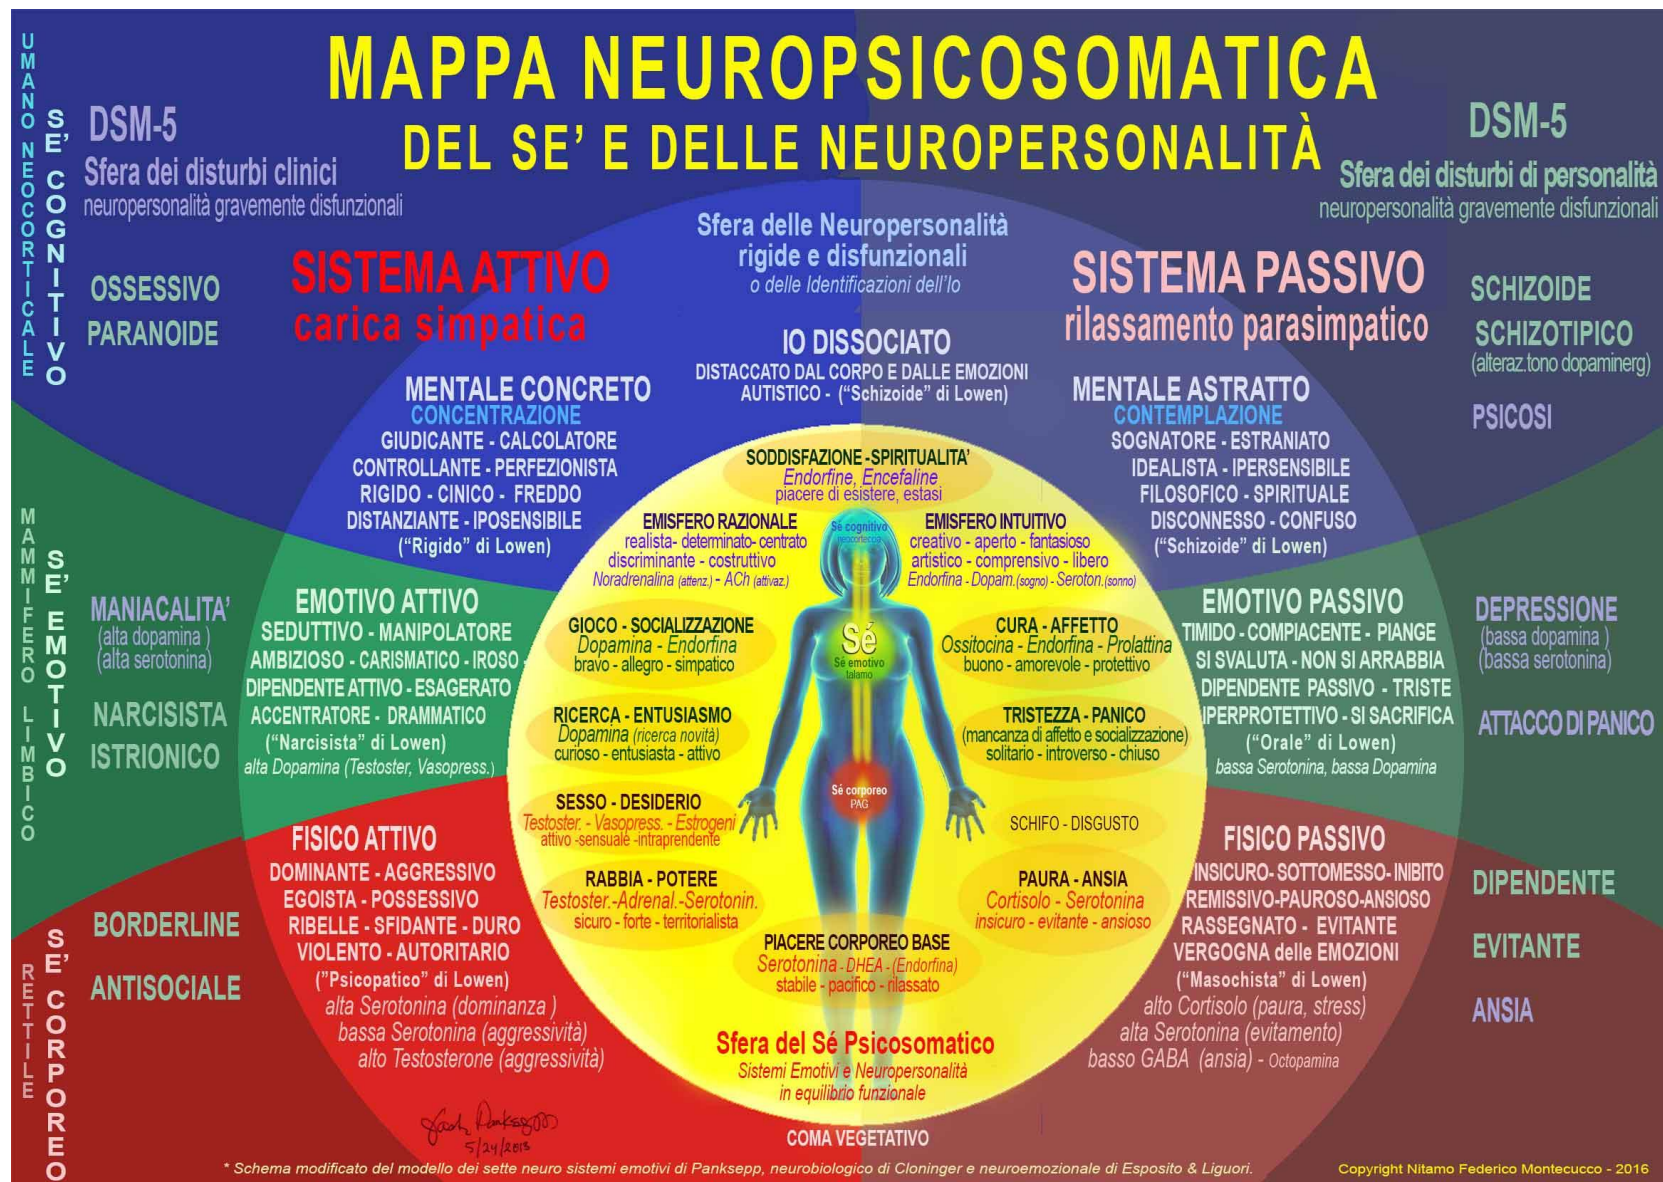 MAPPA NEUROPSICOSOMATICA
DEL SE' E DELLE NEUROPERSONALITÀ
UMANO NEOCORTICALE
SE' COGNITIVO
DSM-5
Sfera dei disturbi clinici
neuropersonalità gravemente disfunzionali
OSSESSIVO
PARANOIDE
DSM-5
Sfera dei disturbi di personalità
neuropersonalità gravemente disfunzionali
SCHIZOIDE
SCHIZOTIPICO
(alteraz.tono dopaminerg)
PSICOSI
SISTEMA ATTIVO
carica simpatica
Sfera delle Neuropersonalità
rigide e disfunzionali
o delle Identificazioni dell'Io
SISTEMA PASSIVO
rilassamento parasimpatico
IO DISSOCIATO
DISTACCATO DAL CORPO E DALLE EMOZIONI
AUTISTICO - ("Schizoide" di Lowen)
MENTALE CONCRETO
CONCENTRAZIONE
GIUDICANTE - CALCOLATORE
CONTROLLANTE - PERFEZIONISTA
RIGIDO - CINICO - FREDDO
DISTANZIANTE - IPOSENSIBILE
("Rigido" di Lowen)
MENTALE ASTRATTO
CONTEMPLAZIONE
SOGNATORE - ESTRANIATO
IDEALISTA - IPERSENSIBILE
FILOSOFICO - SPIRITUALE
DISCONNESSO - CONFUSO
("Schizoide" di Lowen)
SODDISFAZIONE -SPIRITUALITA'
Endorfine, Encefaline
piacere di esistere, estasi
EMISFERO RAZIONALE
realista- determinato- centrato
discriminante - costruttivo
Noradrenalina (attenz.) - ACh (attivaz.)
Sé cognitivo
neocorteccia
EMISFERO INTUITIVO
creativo - aperto - fantasioso
artistico - comprensivo - libero
Endorfina - Dopam.(sogno) - Seroton.(sonno)
MAMMIFERO LIMBICO
SE' EMOTIVO
MANIACALITA'
(alta dopamina )
(alta serotonina)
NARCISISTA
ISTRIONICO
EMOTIVO ATTIVO
SEDUTTIVO - MANIPOLATORE
AMBIZIOSO - CARISMATICO - IROSO -
DIPENDENTE ATTIVO - ESAGERATO
ACCENTRATORE - DRAMMATICO
("Narcisista" di Lowen)
alta Dopamina (Testoster, Vasopress.)
GIOCO - SOCIALIZZAZIONE
Dopamina - Endorfina
bravo - allegro - simpatico
Sé
Sé emotivo
talamo
CURA - AFFETTO
Ossitocina - Endorfina - Prolattina
buono - amorevole - protettivo
EMOTIVO PASSIVO
TIMIDO - COMPIACENTE - PIANGE
SI SVALUTA - NON SI ARRABBIA
DIPENDENTE PASSIVO - TRISTE
IPERPROTETTIVO - SI SACRIFICA
("Orale" di Lowen)
bassa Serotonina, bassa Dopamina
DEPRESSIONE
(bassa dopamina )
(bassa serotonina)
ATTACCO DI PANICO
RICERCA - ENTUSIASMO
Dopamina (ricerca novità)
curioso - entusiasta - attivo
TRISTEZZA - PANICO
(mancanza di affetto e socializzazione)
solitario - introverso - chiuso
SESSO - DESIDERIO
Testoster. - Vasopress. - Estrogeni
attivo -sensuale -intraprendente
Sé corporeo
PAG
SCHIFO - DISGUSTO
RETTILE
SE' CORPOREO
BORDERLINE
ANTISOCIALE
FISICO ATTIVO
DOMINANTE - AGGRESSIVO
EGOISTA - POSSESSIVO
RIBELLE - SFIDANTE - DURO
VIOLENTO - AUTORITARIO
("Psicopatico" di Lowen)
alta Serotonina (dominanza )
bassa Serotonina (aggressività)
alto Testosterone (aggressività)
RABBIA - POTERE
Testoster.-Adrenal.-Serotonin.
sicuro - forte - territorialista
PAURA - ANSIA
Cortisolo - Serotonina
insicuro - evitante - ansioso
PIACERE CORPOREO BASE
Serotonina - DHEA - (Endorfina)
stabile - pacifico - rilassato
FISICO PASSIVO
INSICURO- SOTTOMESSO- INIBITO
REMISSIVO-PAUROSO-ANSIOSO
RASSEGNATO - EVITANTE
VERGOGNA delle EMOZIONI
("Masochista" di Lowen)
alto Cortisolo (paura, stress)
alta Serotonina (evitamento)
basso GABA (ansia) - Octopamina
DIPENDENTE
EVITANTE
ANSIA
Sfera del Sé Psicosomatico
Sistemi Emotivi e Neuropersonalità
in equilibrio funzionale
5/24/2013
COMA VEGETATIVO
* Schema modificato del modello dei sette neuro sistemi emotivi di Panksepp, neurobiologico di Cloninger e neuroemozionale di Esposito & Liguori.
Copyright Nitamo Federico Montecucco - 2016